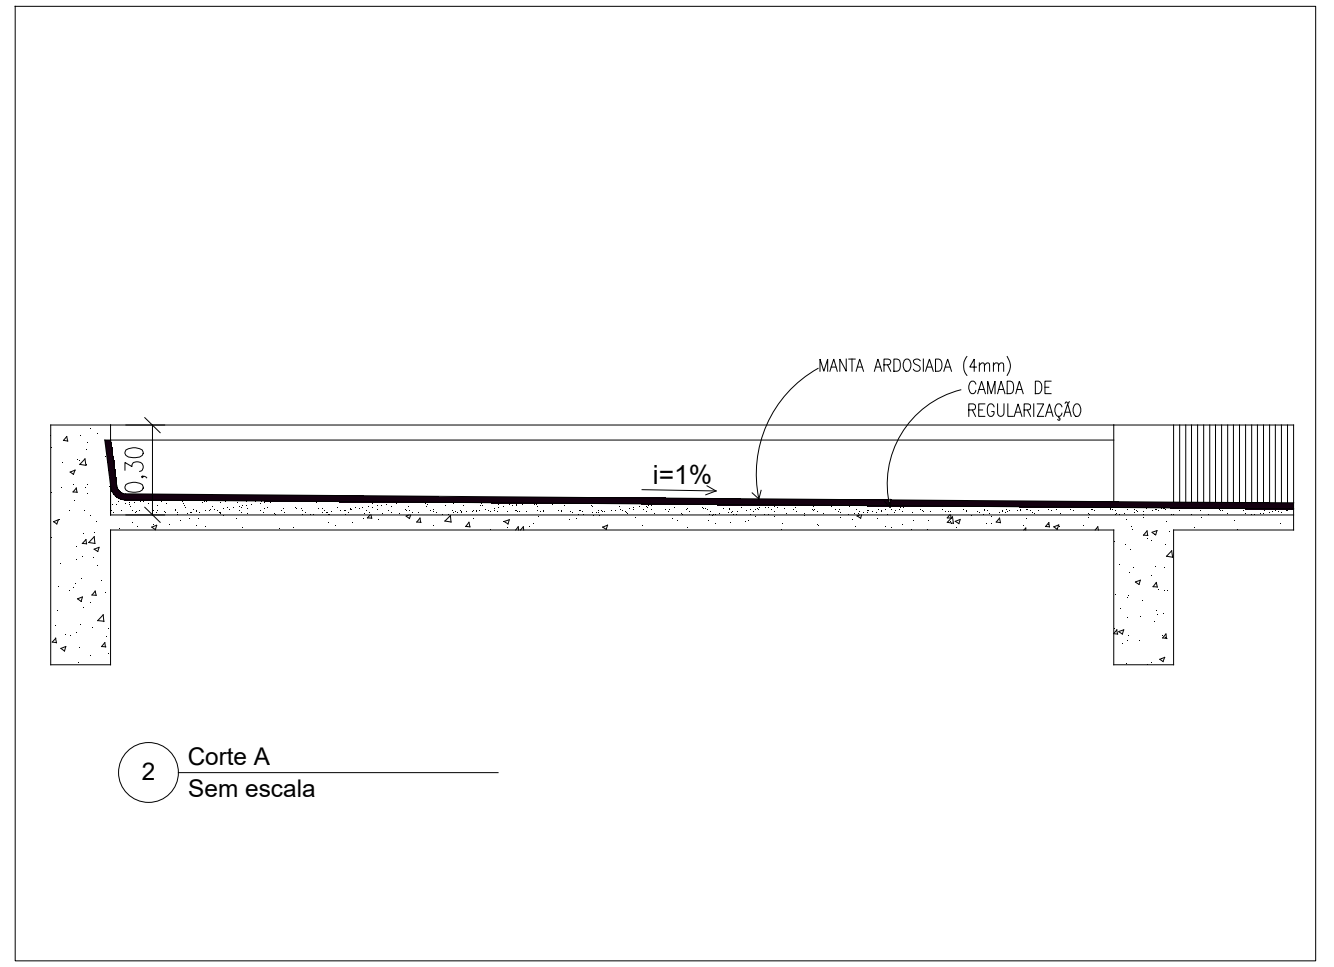 MANTA ARDOSIADA (4mm)
CAMADA DE
REGULARIZAÇÃO
0,30
i=1%
2
Corte A
Sem escala